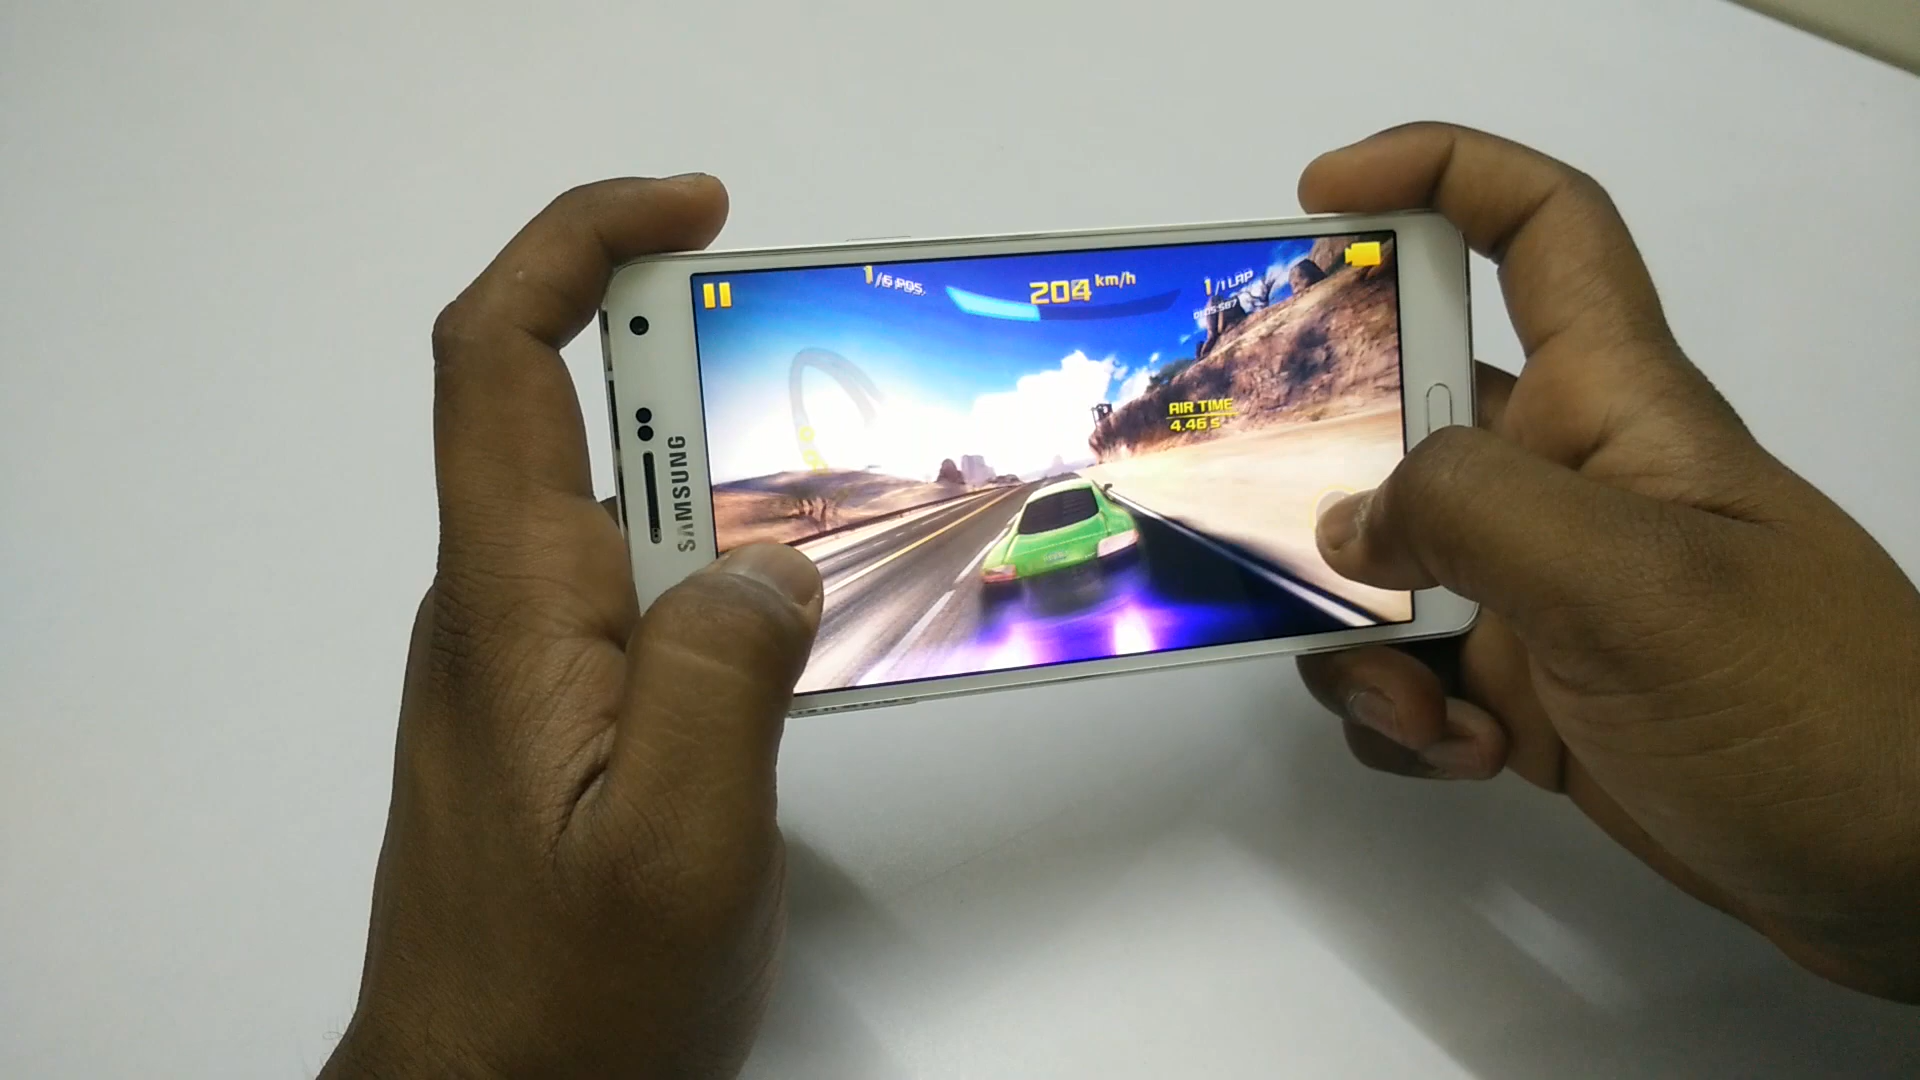 SAMSUNG
1/6 POS.
204 km/h
1/1 LAP
AIR TIME
4.46 s